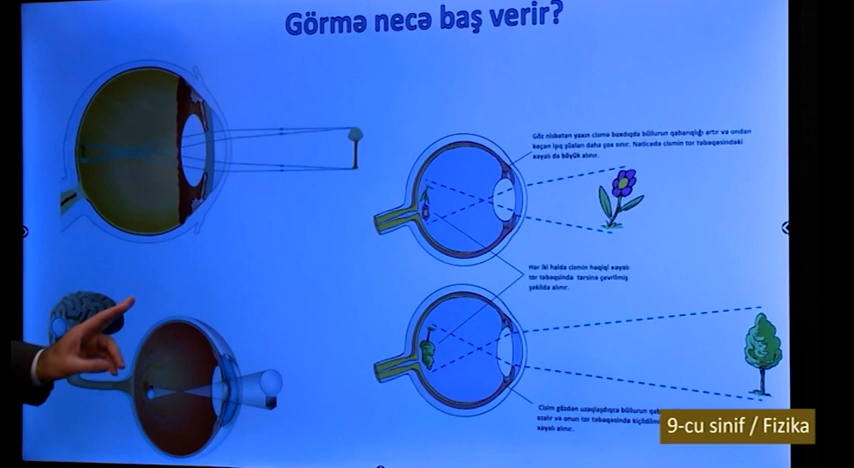 Görmə necə baş verir?
Göz nisbətən yaxın cismə baxdıqda büllurun qabarıqlığı artır və ondan
keçən işıq şüaları daha çox sınır. Nəticədə cismin tor təbəqəsindəki
xəyalı da böyük alınır.
Hər iki halda cismin həqiqi xəyalı
tor təbəqəsində tərsinə çevrilmiş
şəkildə alınır.
Cisim gözdən uzaqlaşdıqca büllurun
azalır və onun tor təbəqəsində
xəyalı alınır.
9-cu sinif / Fizika